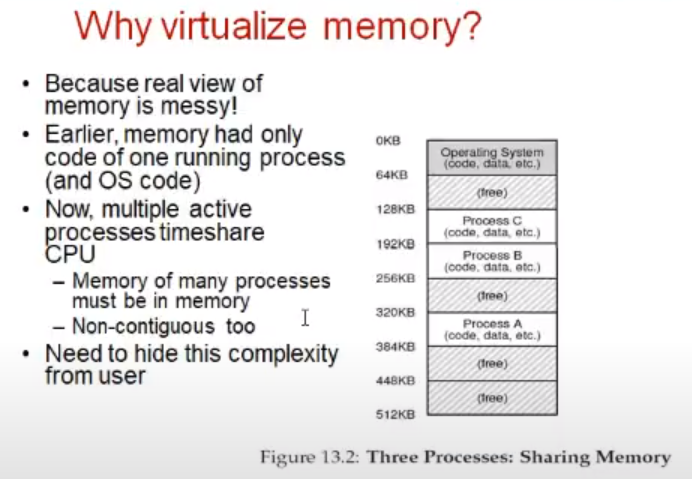 Why virtualize memory?
• Because real view of
memory is messy!
• Earlier, memory had only
code of one running process
(and OS code)
• Now, multiple active
processes timeshare
CPU
– Memory of many processes
must be in memory
– Non-contiguous too
• Need to hide this complexity
from user
0KB
Operating System
(code, data, etc.)
64KB
(free)
128KB
Process C
(code, data, etc.)
192KB
Process B
(code, data, etc.)
256KB
(free)
320KB
Process A
(code, data, etc.)
384KB
(free)
448KB
(free)
512KB
Figure 13.2: Three Processes: Sharing Memory